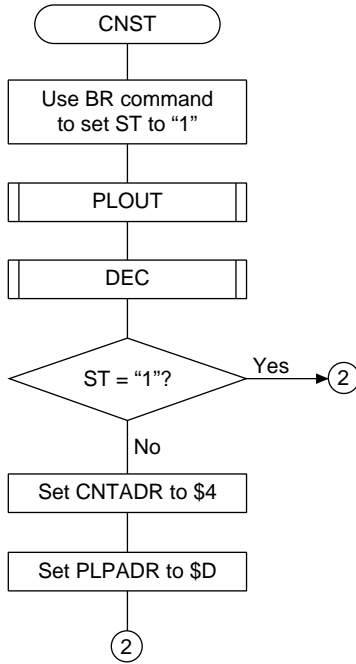 CNST
Use BR command
to set ST to “1”
PLOUT
DEC
ST = “1”?
Yes
2
No
Set CNTADR to $4
Set PLPADR to $D
2